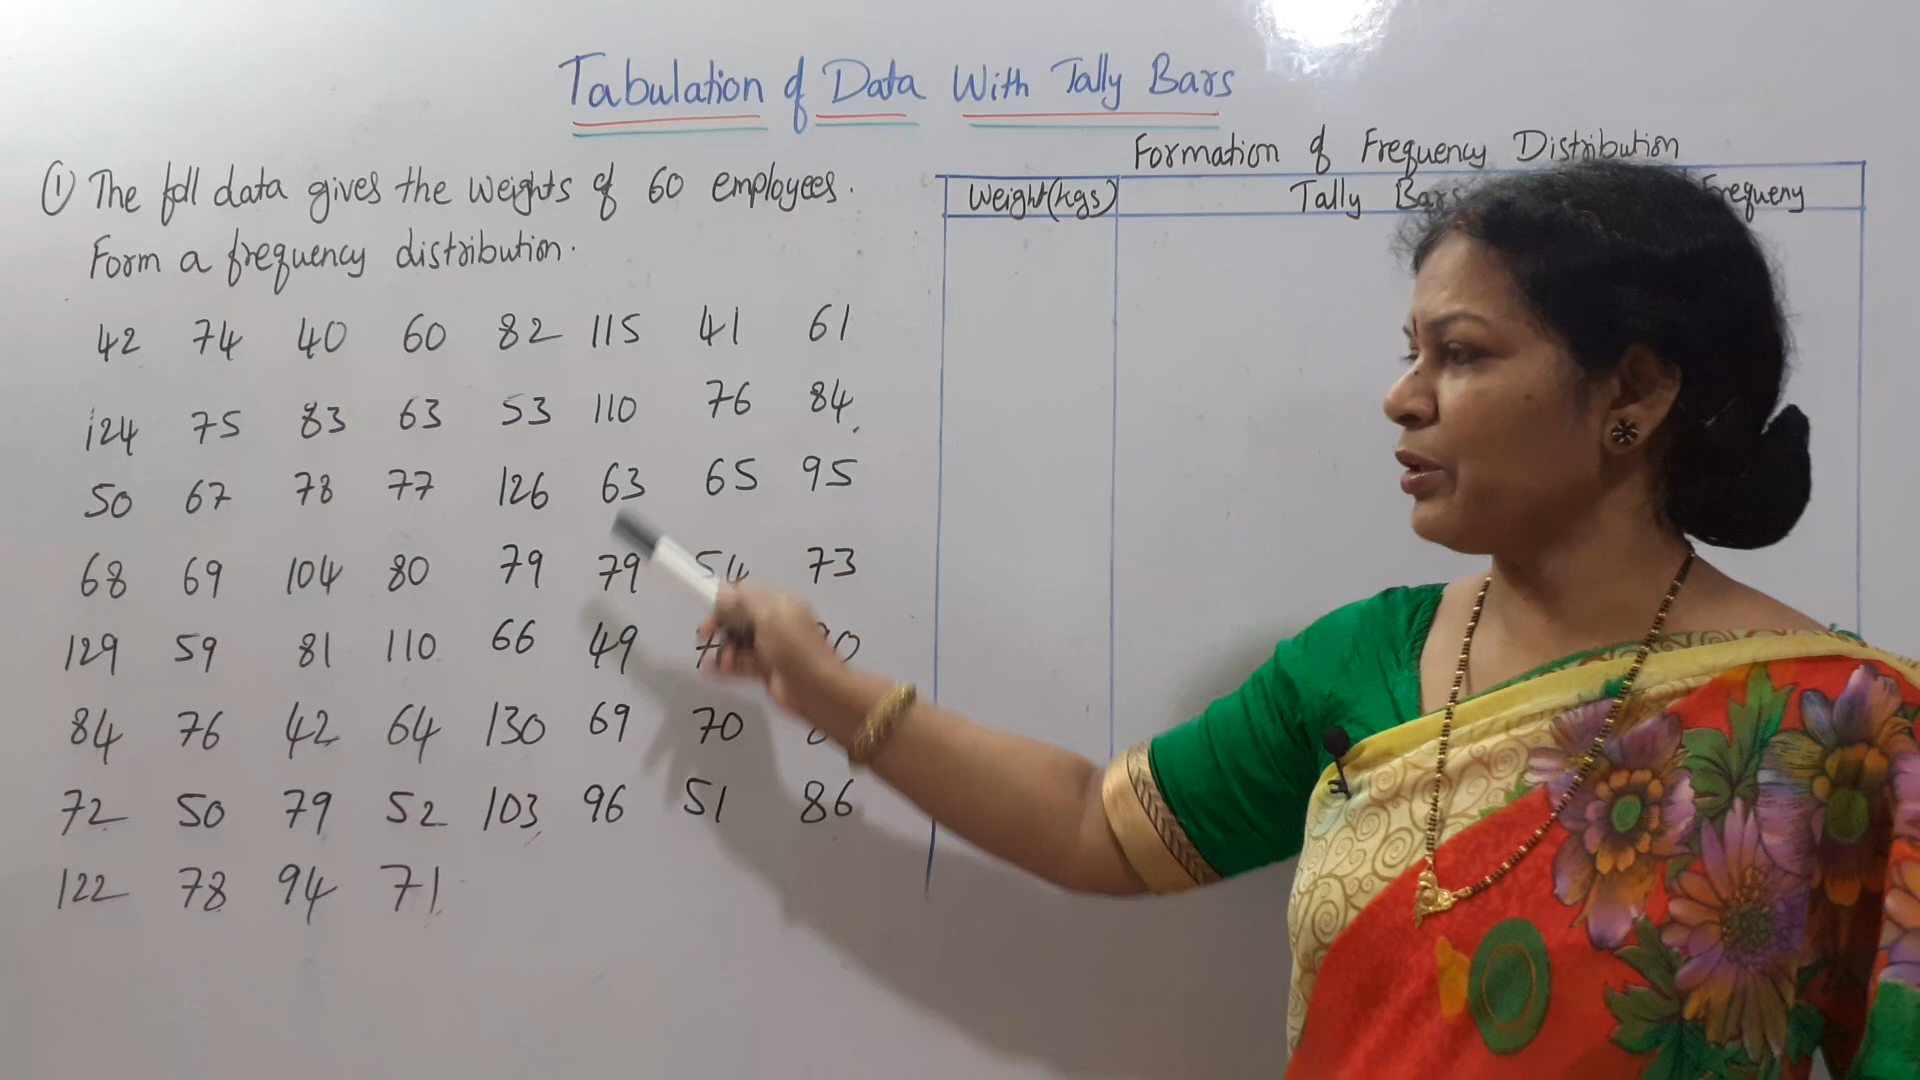 Tabulation of Data With Tally Bars
① The foll data gives the weights of 60 employees.
Form a frequency distribution.
42 74 40 60 82 115 41 61
124 75 83 63 53 110 76 84
50 67 78 77 126 63 65 95
68 69 104 80 79 79 54 73
129 59 81 110 66 49
84 76 42 64 130 69 70
72 50 79 52 103 96 51 86
122 78 94 71
Formation of Frequency Distribution
Weight(kgs) Tally Bars Frequeny